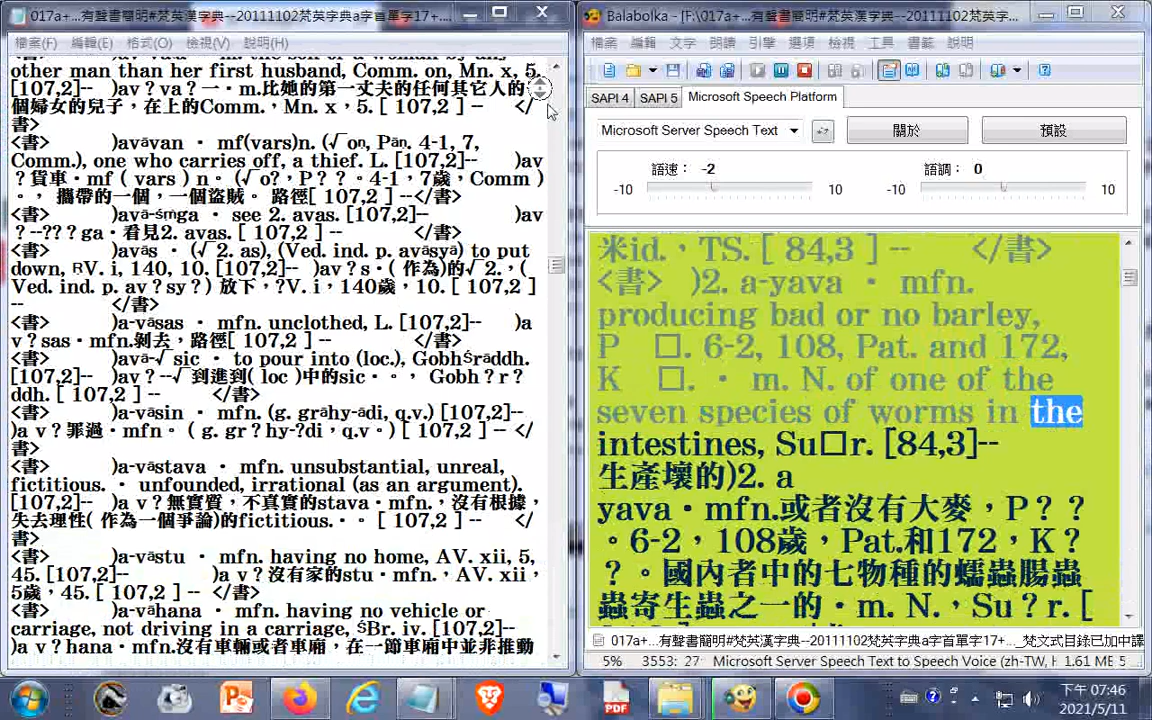 017a+...有聲書簡明#梵英漢字典--20111102梵英字典a字首單字17+...
檔案(F) 編輯(E) 格式(O) 檢視(V) 說明(H)
other man than her first husband, Comm. on, Mn. x, 5.
[107,2]-- )av？va？一‧m.比她的第一丈夫的任何其它人的
個婦女的兒子，在上的Comm.，Mn. x，5.[ 107,2 ] -- </
書>
<書> )avāvan ‧ mf(vars)n. (√oṇ, Pāṇ. 4-1, 7,
Comm.), one who carries off, a thief. L. [107,2]-- )av
？貨車‧mf ( vars ) n。(√o?，P？？。4-1，7歲，Comm )
。，攜帶的一個，一個盜賊。 路徑[ 107,2 ] --</書>
<書> )avā-śṃga ‧ see 2. avas. [107,2]-- )av
？--???ga‧看見2. avas. [ 107,2 ] -- </書>
<書> )avās ‧ (√2. as), (Ved. ind. p. avāsyā) to put
down, RV. i, 140, 10. [107,2]-- )av？s‧( 作為)的√2.，(
Ved. ind. p. av？sy？) 放下，?V. i，140歲，10. [ 107,2 ]
-- </書>
<書> )a-vāsas ‧ mfn. unclothed, L. [107,2]-- )a
v？sas‧mfn.剝去，路徑[ 107,2 ] -- </書>
<書> )avā-√sic ‧ to pour into (loc.), GobhŚrāddh.
[107,2]-- )av？--√到進到( loc )中的sic‧。， Gobh？r？
ddh. [ 107,2 ] -- </書>
<書> )a-vāsin ‧ mfn. (g. grāhy-ādi, q.v.) [107,2]--
)a v？罪過‧mfn。( g. gr？hy-?di，q.v。) [ 107,2 ] -- </
書>
<書> )a-vāstava ‧ mfn. unsubstantial, unreal,
fictitious. ‧ unfounded, irrational (as an argument).
[107,2]-- )a v？無實質，不真實的stava‧mfn.，沒有根據，
失去理性( 作為一個爭論)的fictitious.‧。 [ 107,2 ] -- </
書>
<書> )a-vāstu ‧ mfn. having no home, AV. xii, 5,
45. [107,2]-- )a v？沒有家的stu‧mfn.，AV. xii，
5歲，45. [ 107,2 ] -- </書>
<書> )a-vāhana ‧ mfn. having no vehicle or
carriage, not driving in a carriage, ŚBr. iv. [107,2]--
)a v？hana‧mfn.沒有車輛或者車廂，在一節車廂中並非推動
Balabolka - [F:\017a+...有聲書簡明#梵英漢字典--20111102梵英字...
檔案 編輯 文字 朗讀 引擎 選項 檢視 工具 書籤 說明
SAPI 4 SAPI 5 Microsoft Speech Platform
Microsoft Server Speech Text 關於 預設
語速： -2 語調： 0
-10 10 -10 10
米id.，TS. [ 84,3 ] -- </書>
<書> )2. a-yava ‧ mfn.
producing bad or no barley,
P □. 6-2, 108, Pat. and 172,
K □. ‧ m. N. of one of the
seven species of worms in the
intestines, Su□r. [84,3]--
生產壞的)2. a
yava‧mfn.或者沒有大麥，P？？
。6-2，108歲，Pat.和172，K？
？。國內者中的七物種的蠕蟲腸蟲
蟲寄生蟲之一的‧m. N.，Su？r. [
017a+...有聲書簡明#梵英漢字典--20111102梵英字典a字首單字17+..._梵文式目錄已加中譯
5% 3553: 27 Microsoft Server Speech Text to Speech Voice (zh-TW, H 1.61 MB 5
下午 07:46
2021/5/11